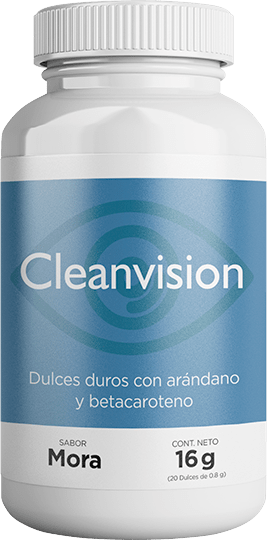 Cleanvision
Dulces duros con arándano
y betacaroteno
SABOR
Mora
CONT. NETO
16 g
(20 Dulces de 0.8 g)